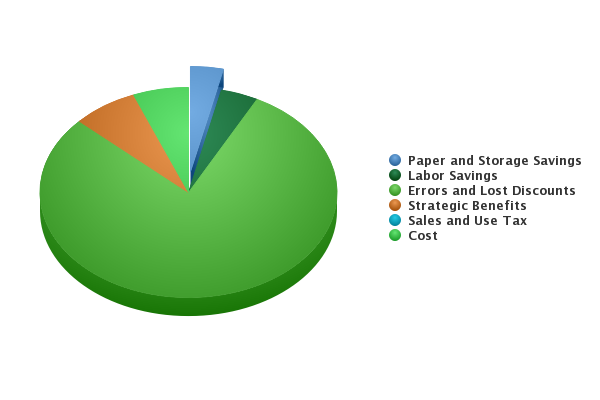 Paper and Storage Savings
Labor Savings
Errors and Lost Discounts
Strategic Benefits
Sales and Use Tax
Cost